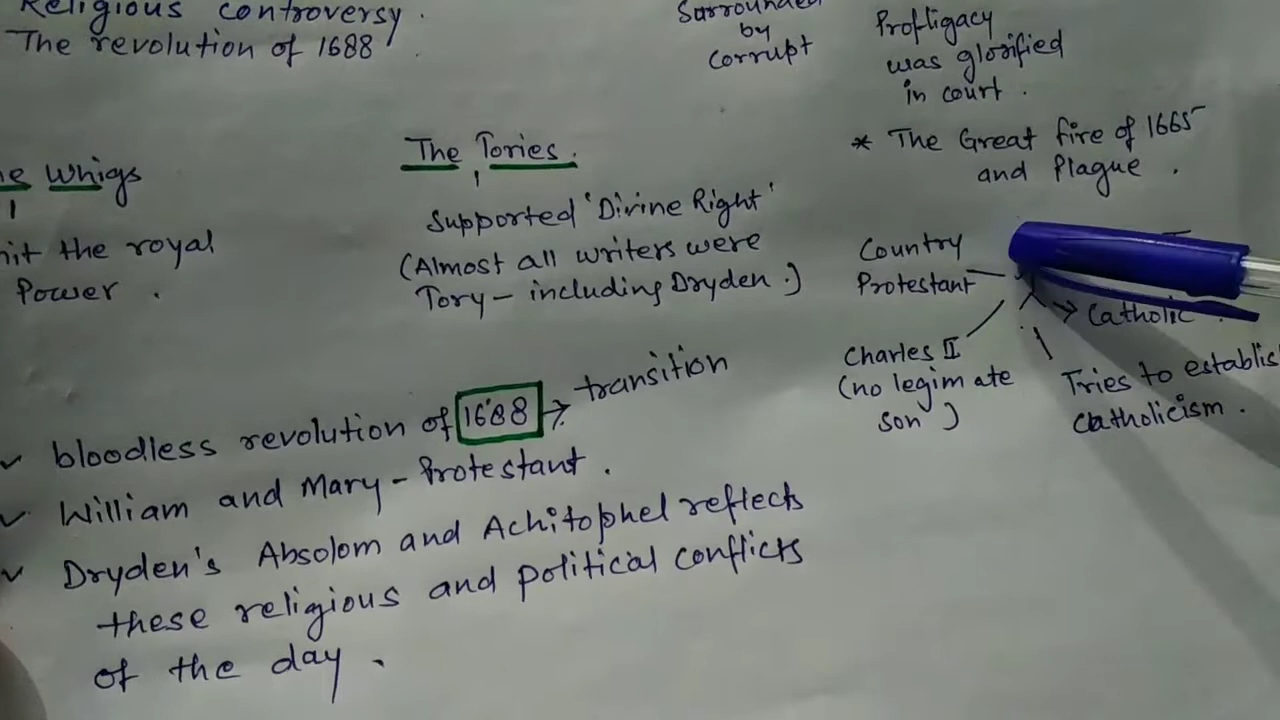 Religious controversy.
The revolution of 1688
Surrounded
by
corrupt
Profligacy
was glorified
in court.
* The Great fire of 1665
and Plague.
Whigs
the royal
Power.
The Tories.
Supported 'Divine Right'
(Almost all writers were
Tory - including Dryden.)
Country
Protestant
→ Catholic.
Charles II
(no legimate
son)
Tries to
Catholicism.
✓ bloodless revolution of 1688 → transition
✓ William and Mary - Protestant.
✓ Dryden's Absolom and Achitophel reflects
these religious and political conflicts
of the day.